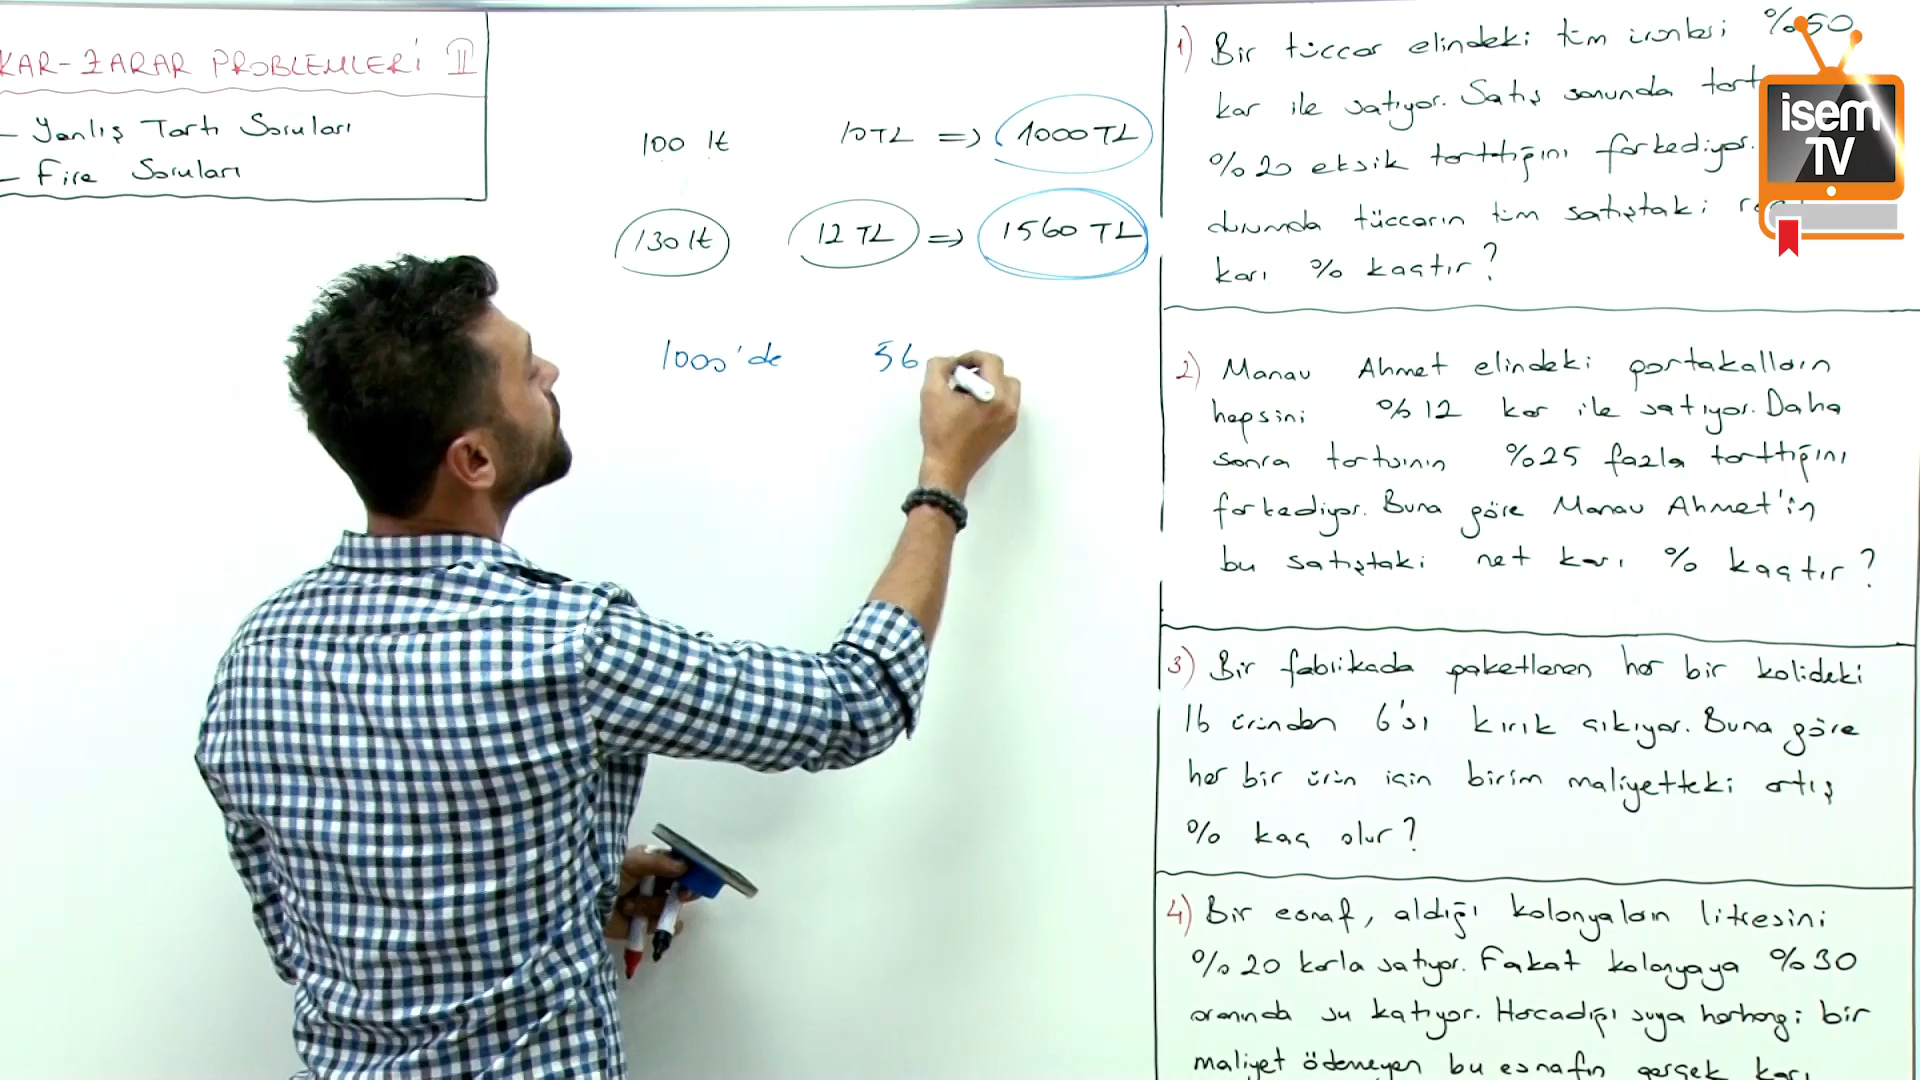 KAR-ZARAR PROBLEMLERİ II
- Yanlış Tartı Soruları
- Fire Soruları
100 lt 10 TL => 1000 TL
130 lt 12 TL => 1560 TL
1000'de 56
1) Bir tüccar elindeki tüm ürünleri %50
kar ile satıyor. Satış sonunda tart
%20 eksik tarttığını farkediyor.
durumda tüccarın tüm satıştaki
karı % kaçtır?
2) Manav Ahmet elindeki portakalların
hepsini %12 kar ile satıyor. Daha
sonra tartısının %25 fazla tarttığını
farkediyor. Buna göre Manav Ahmet'in
bu satıştaki net karı % kaçtır?
3) Bir fabrikada paketlenen her bir kolideki
16 üründen 6'sı kırık çıkıyor. Buna göre
her bir ürün için birim maliyetteki artış
% kaç olur?
4) Bir esnaf, aldığı kolonyaların litresini
%20 karla satıyor. Fakat kolonyaya %30
oranında su katıyor. Harcadığı suya herhangi bir
maliyet ödemeyen bu esnafın gerçek karı
isem
TV